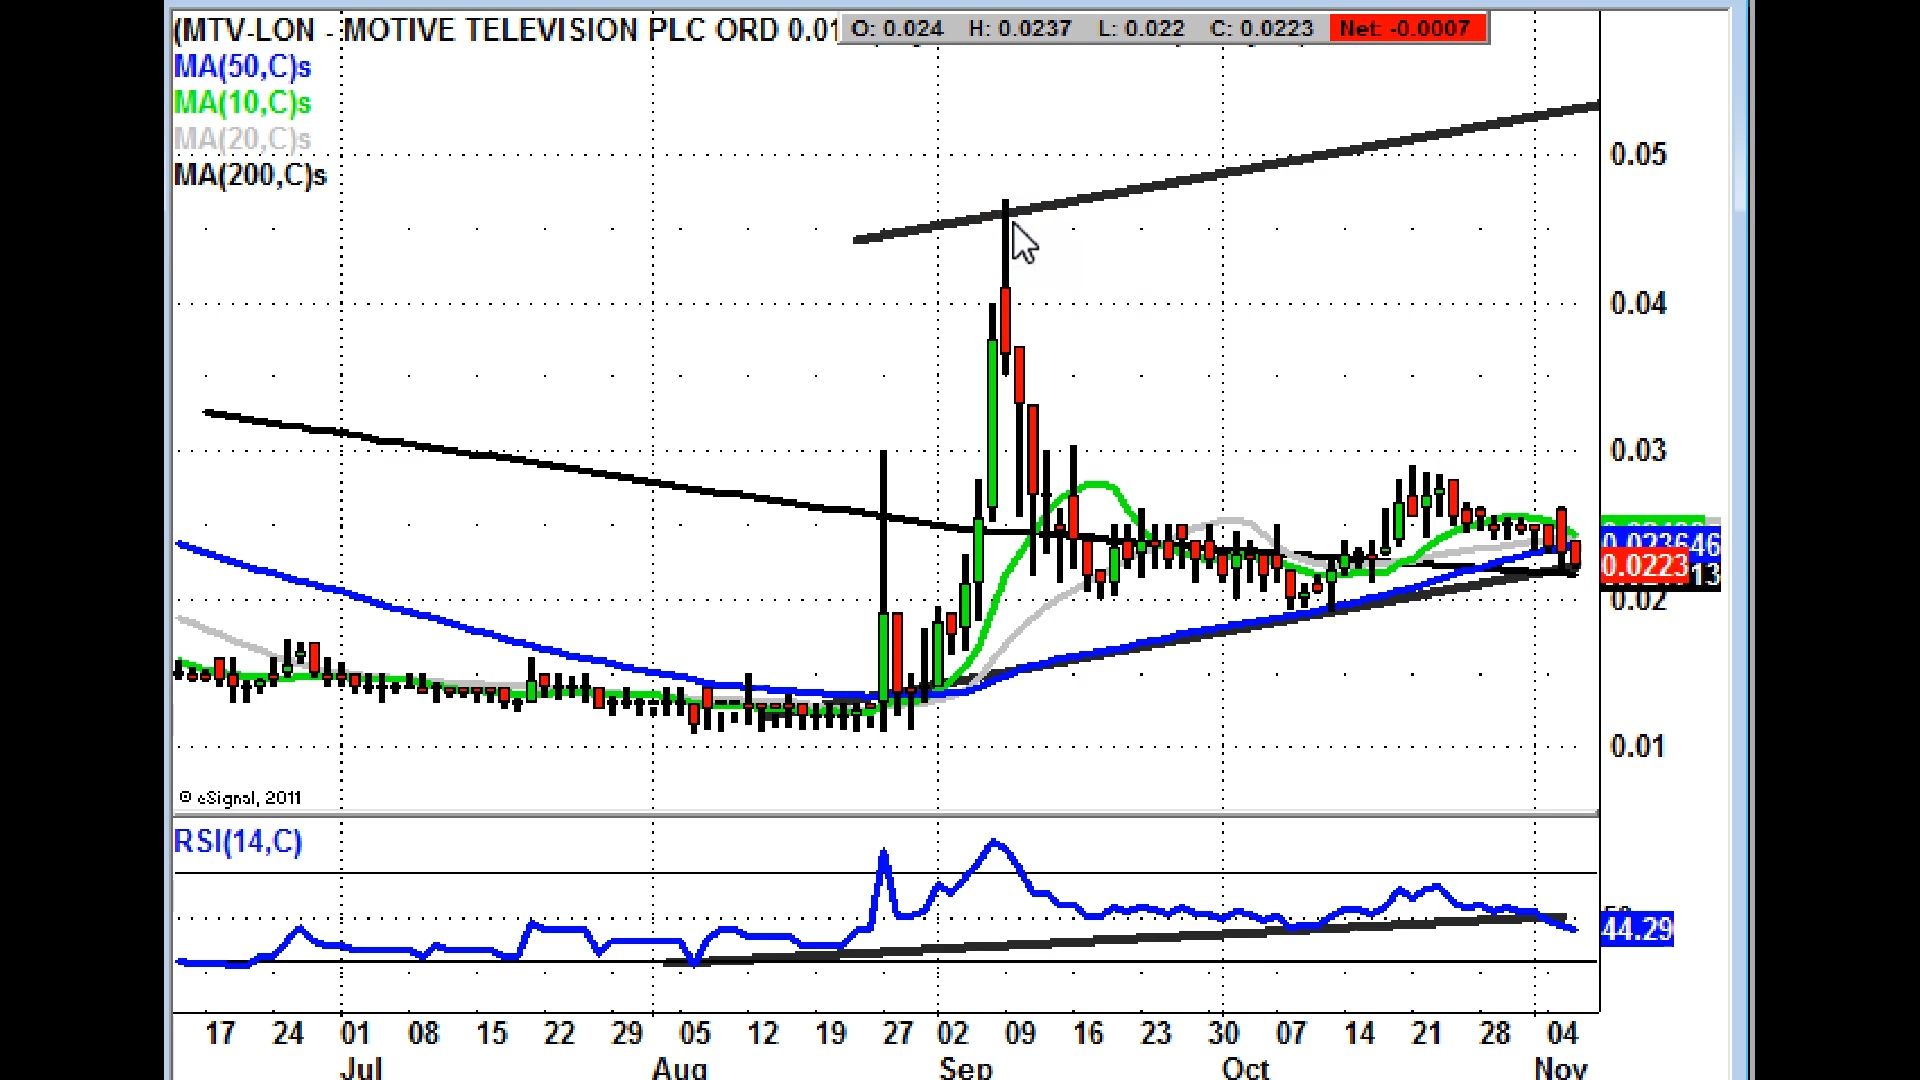 (MTV-LON - MOTIVE TELEVISION PLC ORD 0.01
O: 0.024 H: 0.0237 L: 0.022 C: 0.0223 Net: -0.0007
MA(50,C)s
MA(10,C)s
MA(20,C)s
MA(200,C)s
0.05
0.04
0.03
0.023646
0.0223
13
0.02
0.01
© eSignal, 2011
RSI(14,C)
44.29
17 24 01 08 15 22 29 05 12 19 27 02 09 16 23 30 07 14 21 28 04
Jul Aug Sep Oct Nov